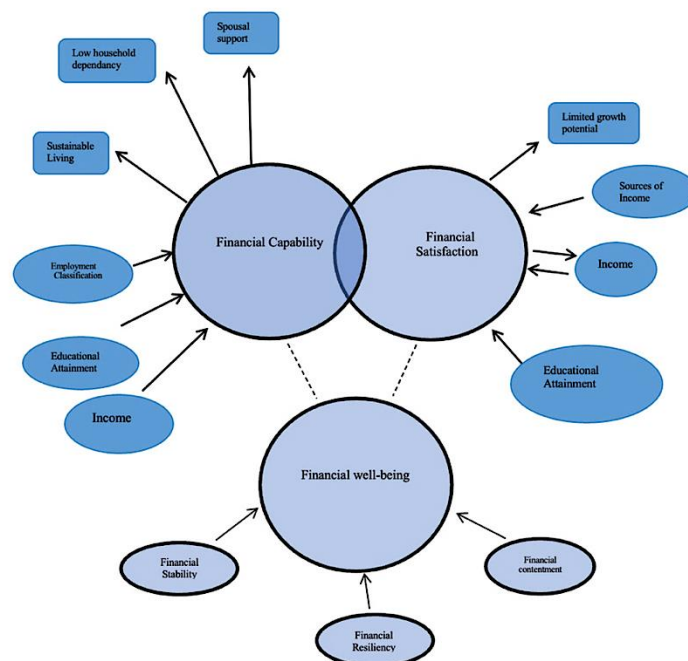 Spousal
support
Low household
dependancy
Limited growth
potential
Sustainable
Living
Sources of
Income
Financial Capability
Financial
Satisfaction
Employment
Classification
Income
Educational
Attainment
Educational
Attainment
Income
Financial well-being
Financial
Stability
Financial
contentment
Financial
Resiliency